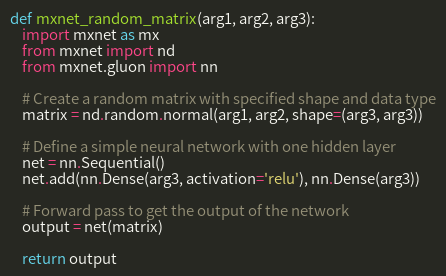 def mxnet_random_matrix(arg1, arg2, arg3):
import mxnet as mx
from mxnet import nd
from mxnet.gluon import nn
# Create a random matrix with specified shape and data type
matrix = nd.random.normal(arg1, arg2, shape=(arg3, arg3))
# Define a simple neural network with one hidden layer
net = nn.Sequential()
net.add(nn.Dense(arg3, activation='relu'), nn.Dense(arg3))
# Forward pass to get the output of the network
output = net(matrix)
return output